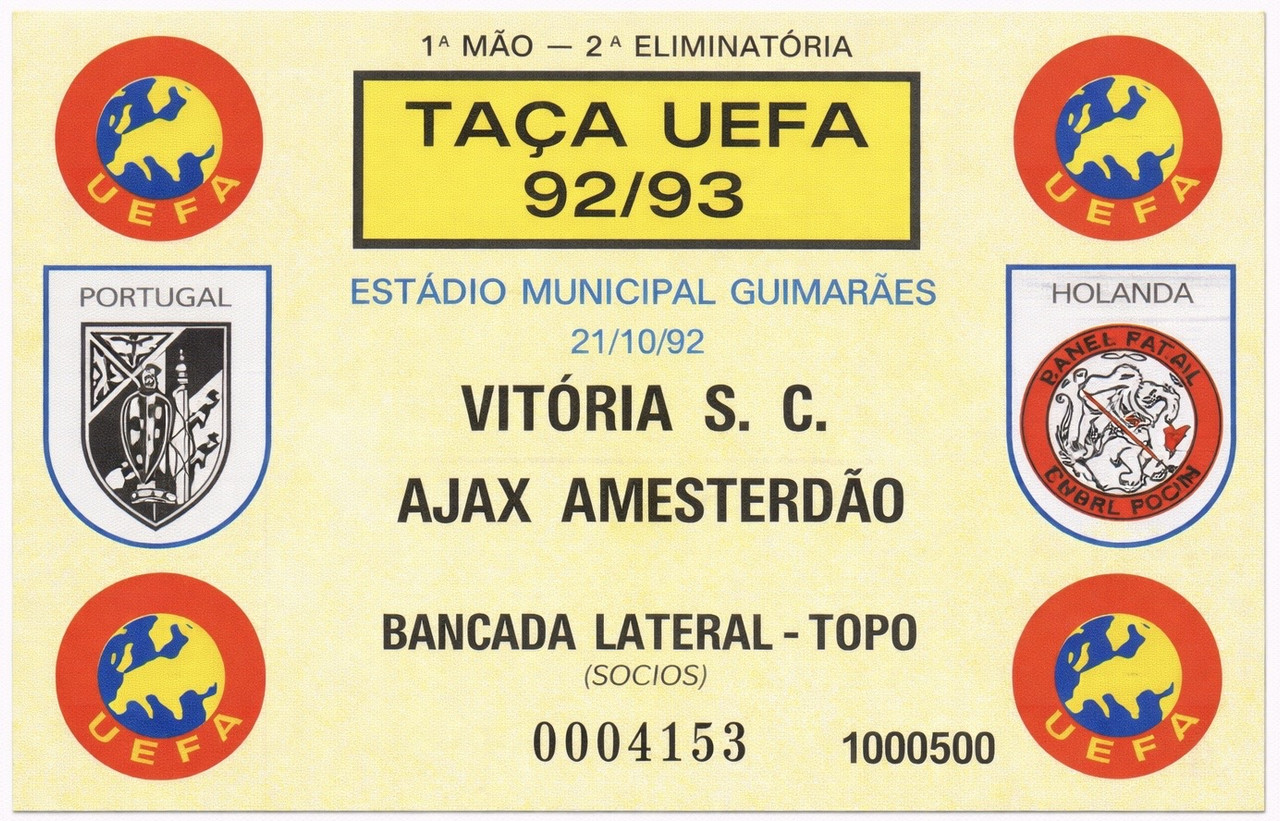 1ª MÃO — 2ª ELIMINATÓRIA
TAÇA UEFA
92/93
UEFA
UEFA
ESTÁDIO MUNICIPAL GUIMARÃES
21/10/92
PORTUGAL
HOLANDA
VITÓRIA S. C.
AJAX AMESTERDÃO
BANCADA LATERAL - TOPO
(SOCIOS)
0004153
1000500
UEFA
UEFA